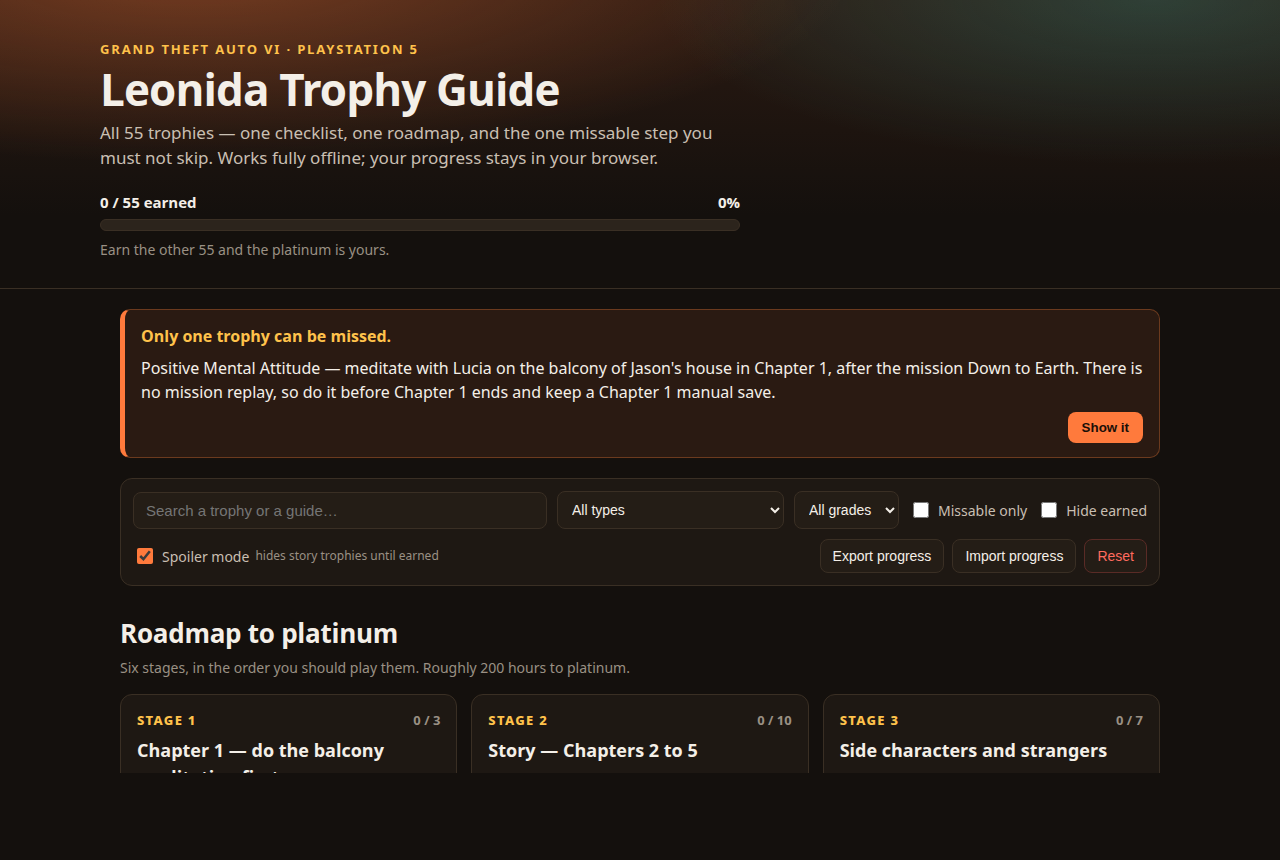 GRAND THEFT AUTO VI · PLAYSTATION 5
Leonida Trophy Guide
All 55 trophies — one checklist, one roadmap, and the one missable step you
must not skip. Works fully offline; your progress stays in your browser.
0 / 55 earned 0%
Earn the other 55 and the platinum is yours.
Only one trophy can be missed.
Positive Mental Attitude — meditate with Lucia on the balcony of Jason's house in Chapter 1, after the mission Down to Earth. There is
no mission replay, so do it before Chapter 1 ends and keep a Chapter 1 manual save.
Show it
Search a trophy or a guide… All types All grades Missable only Hide earned
Spoiler mode hides story trophies until earned Export progress Import progress Reset
Roadmap to platinum
Six stages, in the order you should play them. Roughly 200 hours to platinum.
STAGE 1 0 / 3 STAGE 2 0 / 10 STAGE 3 0 / 7
Chapter 1 — do the balcony Story — Chapters 2 to 5 Side characters and strangers